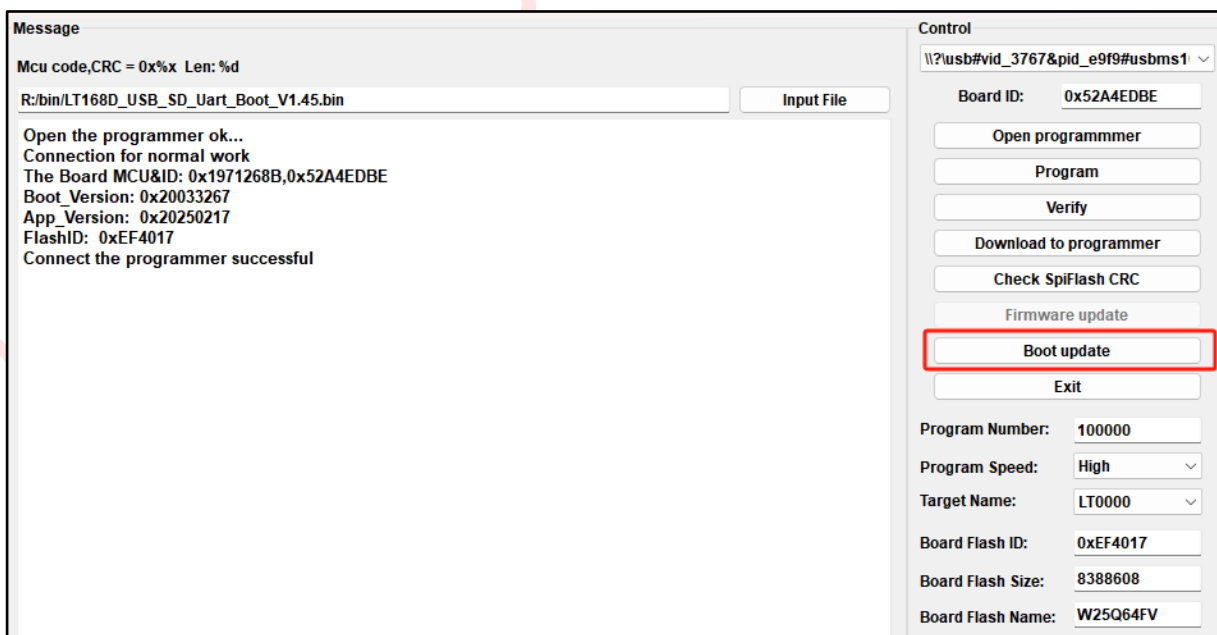 Message
Mcu code,CRC = 0x%x  Len: %d
R:/bin/LT168D_USB_SD_Uart_Boot_V1.45.bin
Input File
Open the programmer ok...
Connection for normal work
The Board MCU&ID: 0x1971268B,0x52A4EDBE
Boot_Version: 0x20033267
App_Version:  0x20250217
FlashID:  0xEF4017
Connect the programmer successful
Control
\\?\usb#vid_3767&pid_e9f9#usbms1
Board ID: 0x52A4EDBE
Open programmmer
Program
Verify
Download to programmer
Check SpiFlash CRC
Firmware update
Boot update
Exit
Program Number: 100000
Program Speed: High
Target Name: LT0000
Board Flash ID: 0xEF4017
Board Flash Size: 8388608
Board Flash Name: W25Q64FV